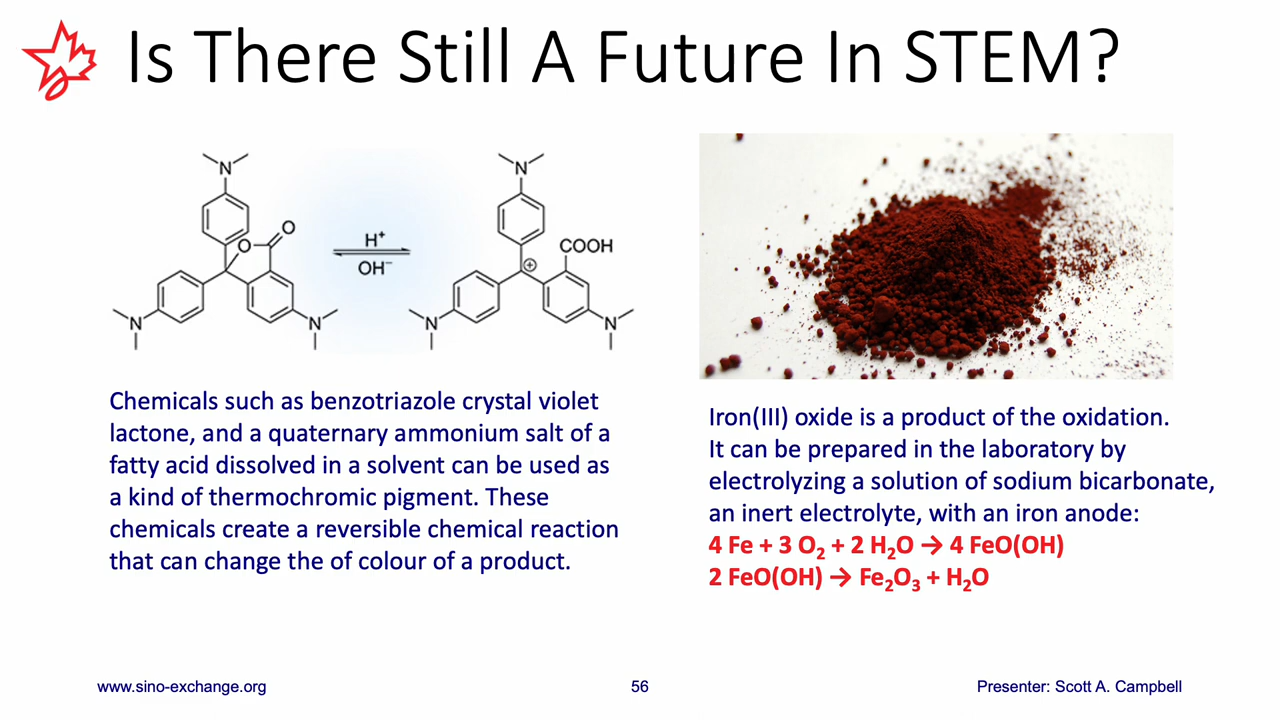 Is There Still A Future In STEM?
N
O
O
N
N
H⁺
OH⁻
N
COOH
⊕
N
N
Chemicals such as benzotriazole crystal violet
lactone, and a quaternary ammonium salt of a
fatty acid dissolved in a solvent can be used as
a kind of thermochromic pigment. These
chemicals create a reversible chemical reaction
that can change the of colour of a product.
Iron(III) oxide is a product of the oxidation.
It can be prepared in the laboratory by
electrolyzing a solution of sodium bicarbonate,
an inert electrolyte, with an iron anode:
4 Fe + 3 O₂ + 2 H₂O → 4 FeO(OH)
2 FeO(OH) → Fe₂O₃ + H₂O
www.sino-exchange.org
56
Presenter: Scott A. Campbell